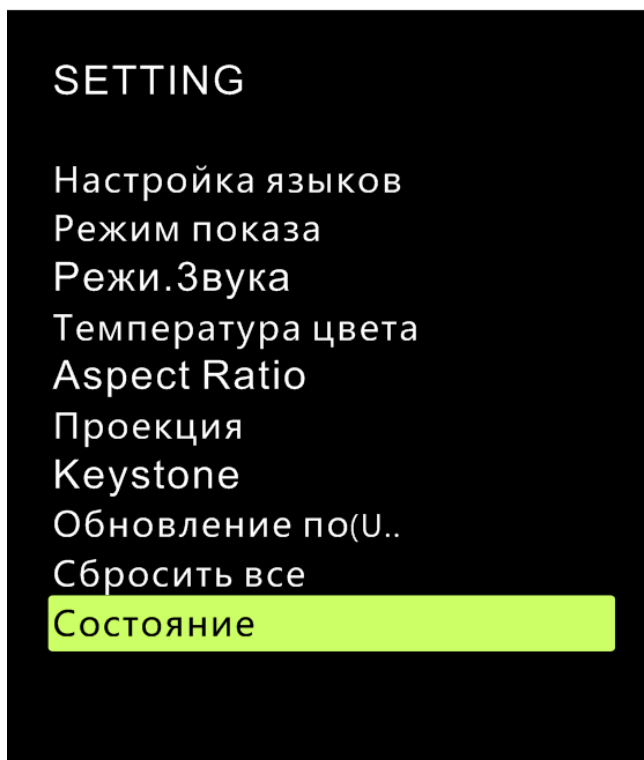 SETTING
Настройка языков
Режим показа
Режи.Звука
Температура цвета
Aspect Ratio
Проекция
Keystone
Обновление по(U..
Сбросить все
Состояние